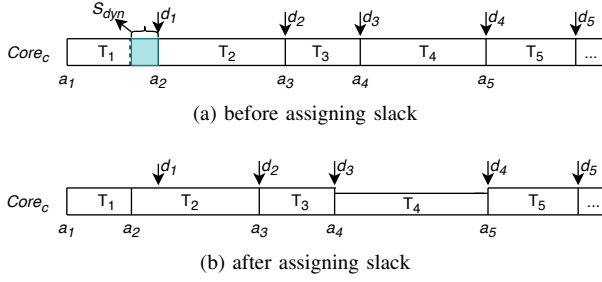 S_dyn d_1 d_2 d_3 d_4 d_5
Core_c T_1 T_2 T_3 T_4 T_5 ...
a_1 a_2 a_3 a_4 a_5
(a) before assigning slack
d_1 d_2 d_3 d_4 d_5
Core_c T_1 T_2 T_3 T_4 T_5 ...
a_1 a_2 a_3 a_4 a_5
(b) after assigning slack